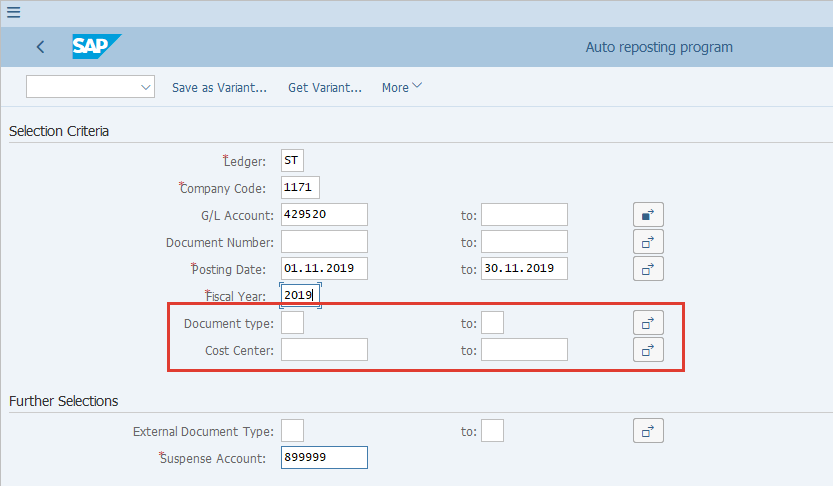 SAP Auto reposting program
Save as Variant... Get Variant... More
Selection Criteria
*Ledger: ST
*Company Code: 1171
G/L Account: 429520 to:
Document Number: to:
*Posting Date: 01.11.2019 to: 30.11.2019
*Fiscal Year: 2019
Document type: to:
Cost Center: to:
Further Selections
External Document Type: to:
*Suspense Account: 899999